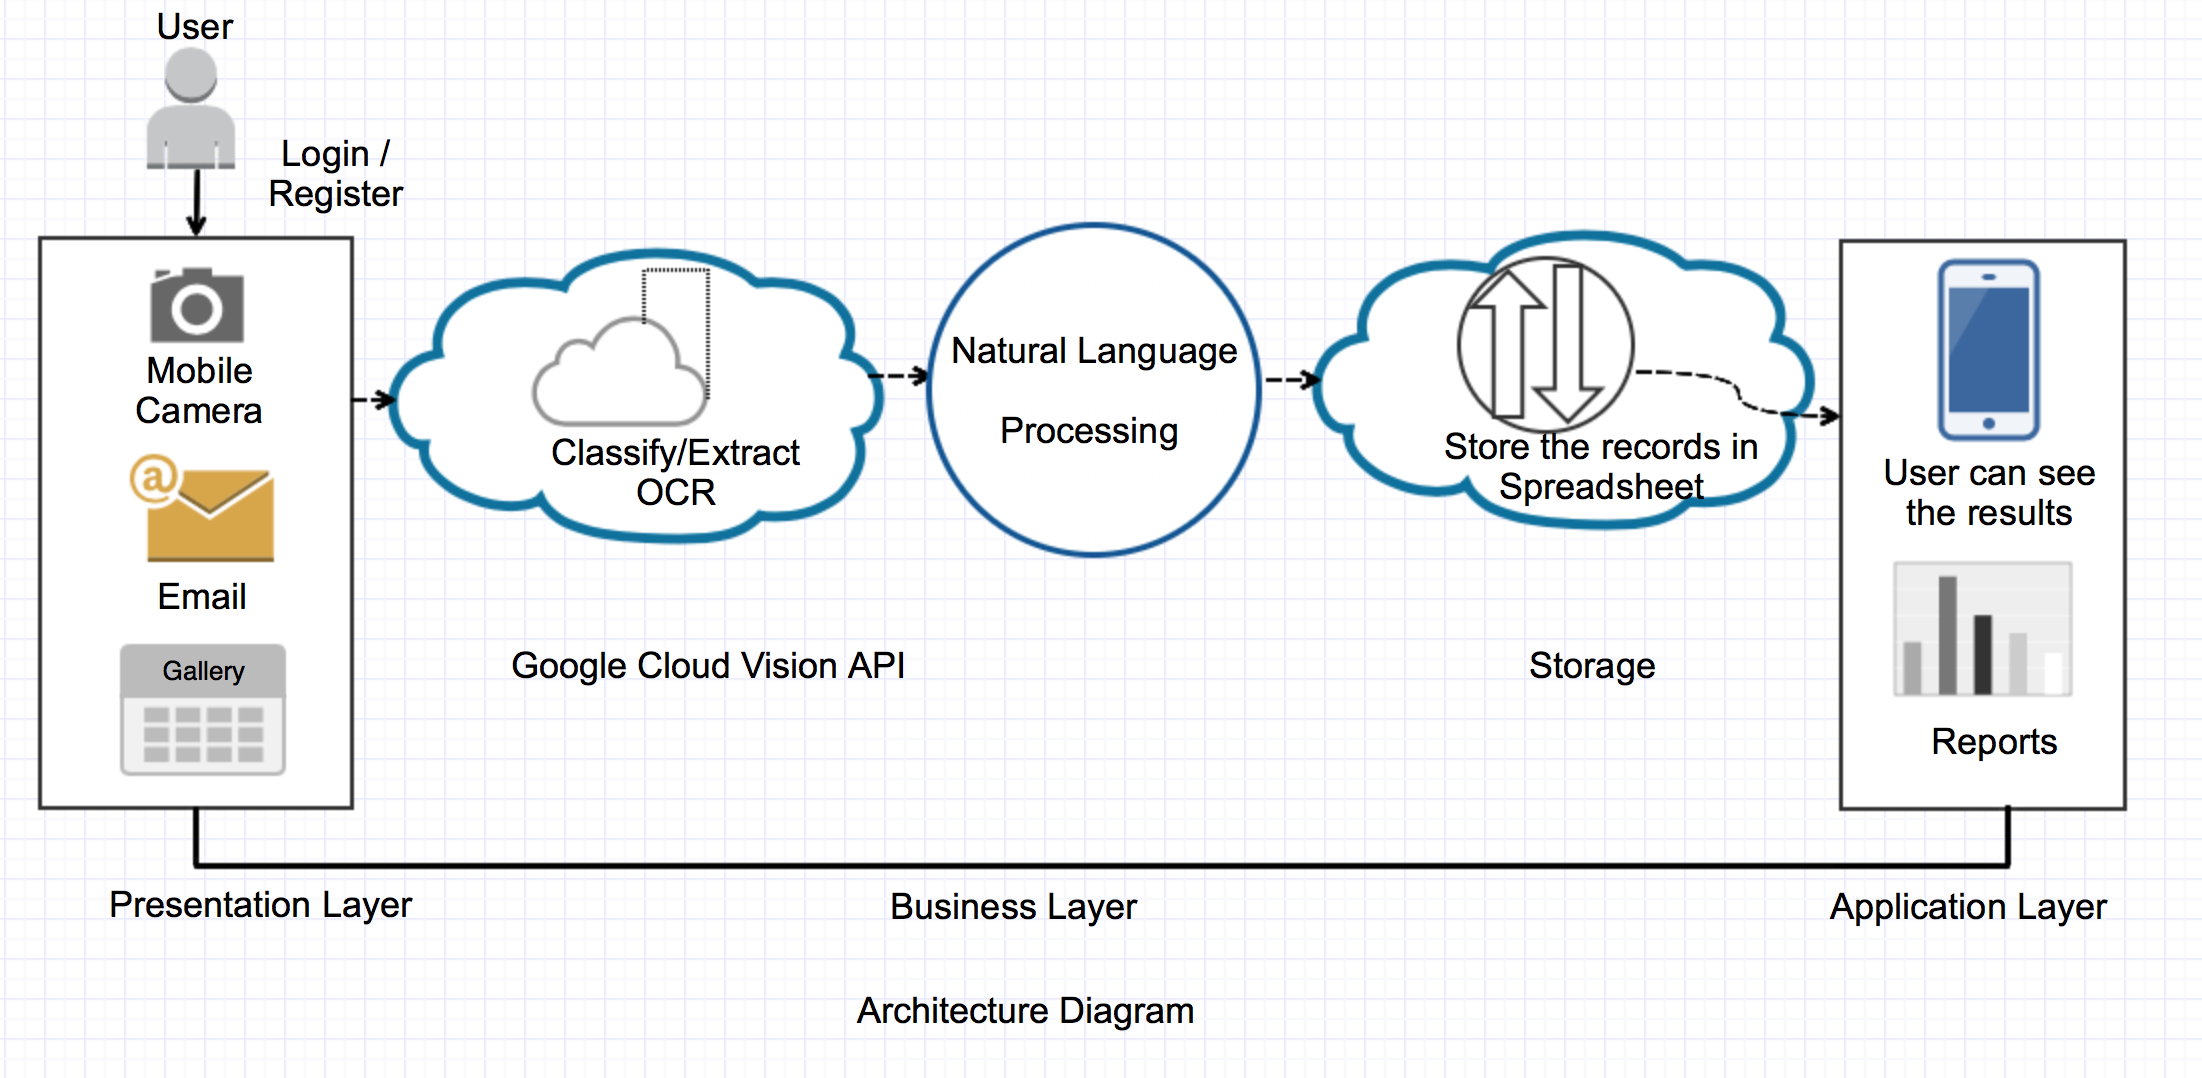 User
Login /
Register
Mobile
Camera
Email
Gallery
Classify/Extract
OCR
Google Cloud Vision API
Natural Language
Processing
Store the records in
Spreadsheet
Storage
User can see
the results
Reports
Presentation Layer
Business Layer
Application Layer
Architecture Diagram